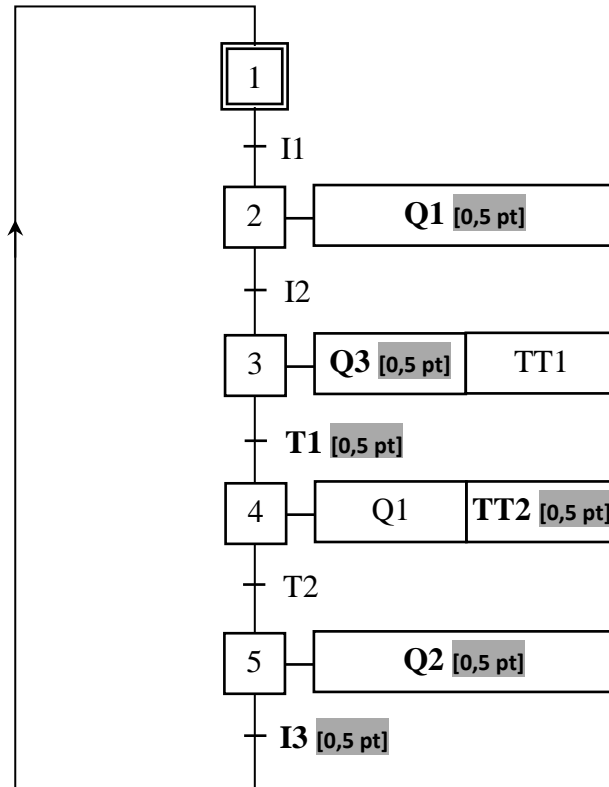 1
I1
2 Q1 [0,5 pt]
I2
3 Q3 [0,5 pt] TT1
T1 [0,5 pt]
4 Q1 TT2 [0,5 pt]
T2
5 Q2 [0,5 pt]
I3 [0,5 pt]